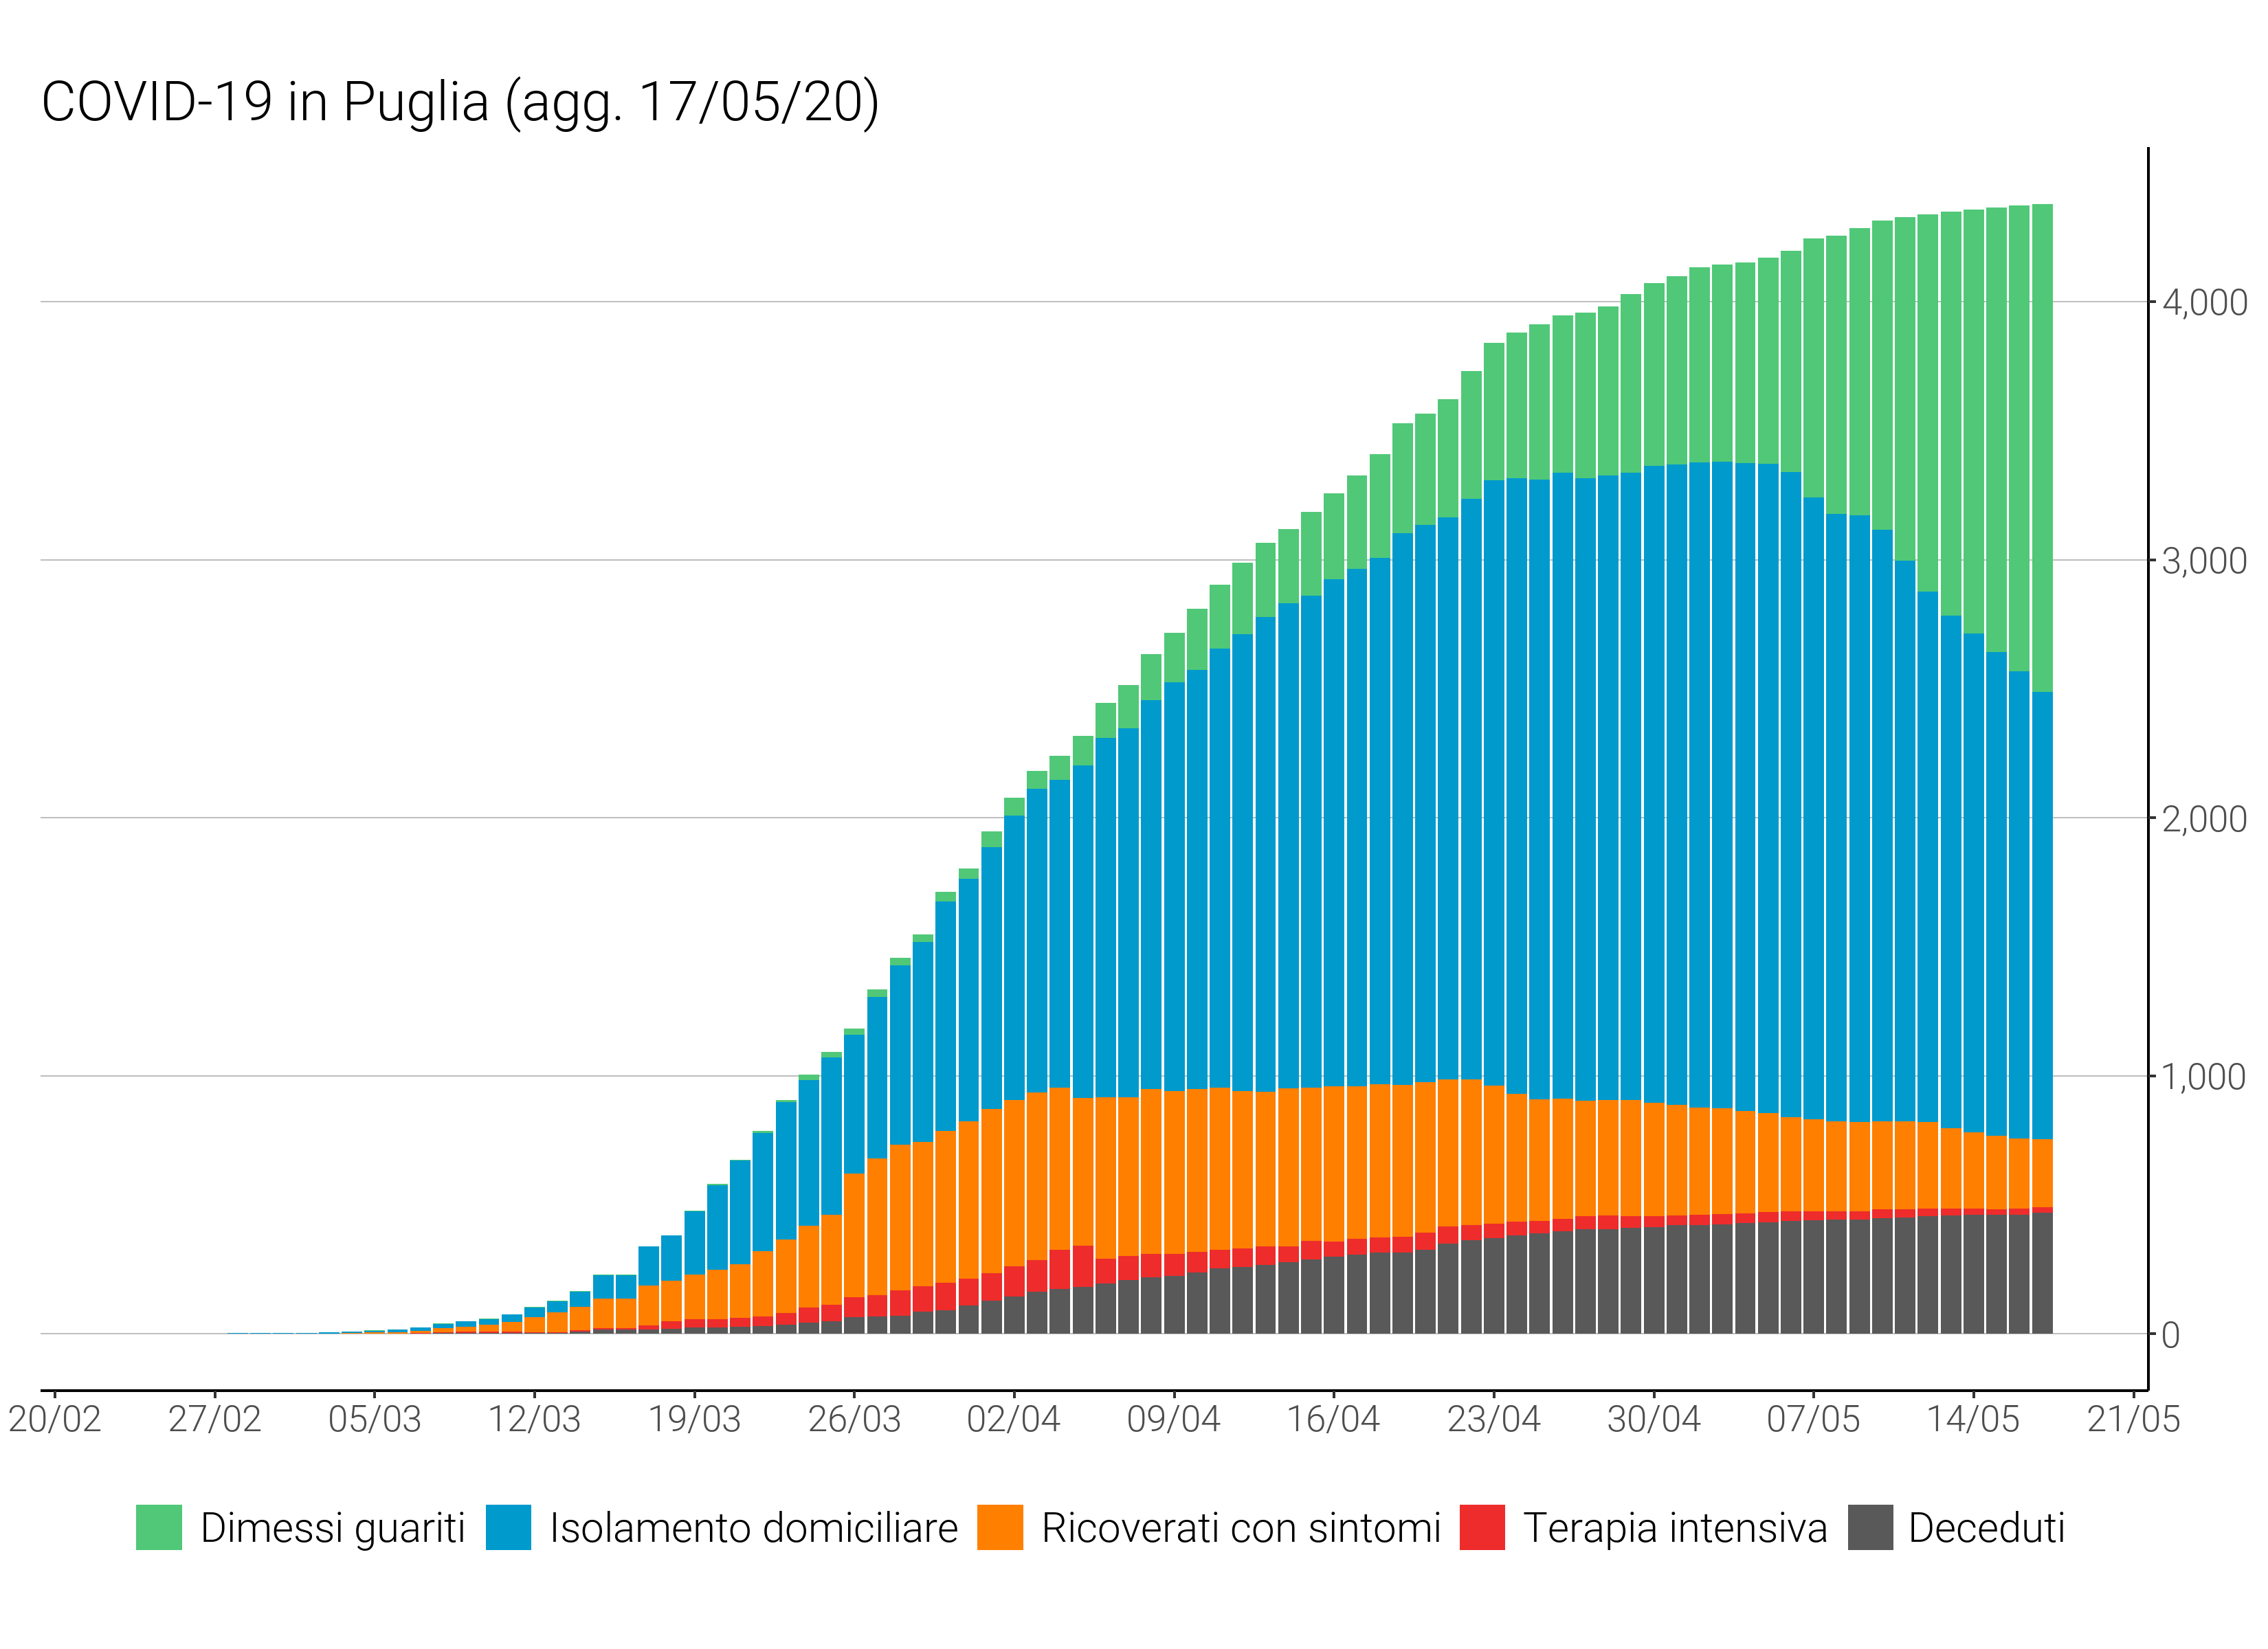 COVID-19 in Puglia (agg. 17/05/20)
4,000
3,000
2,000
1,000
0
20/02 27/02 05/03 12/03 19/03 26/03 02/04 09/04 16/04 23/04 30/04 07/05 14/05 21/05
Dimessi guariti Isolamento domiciliare Ricoverati con sintomi Terapia intensiva Deceduti